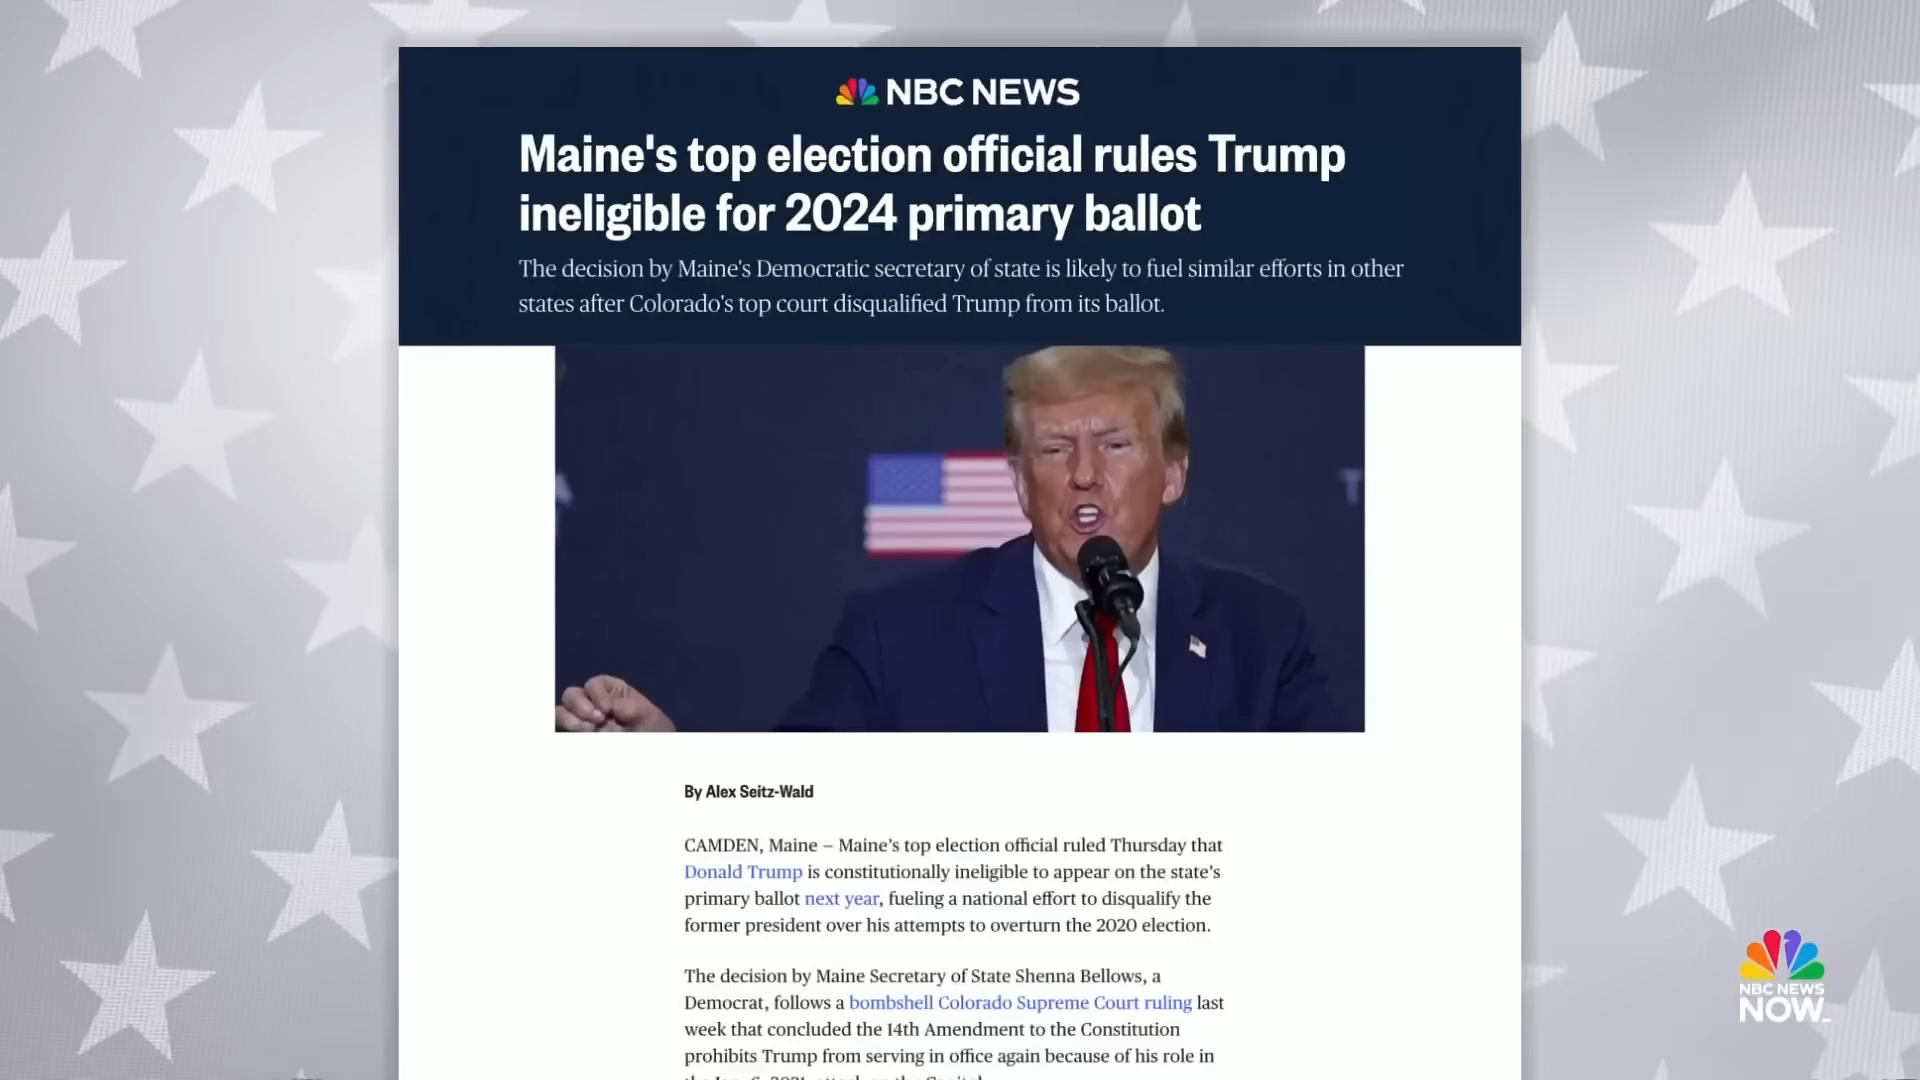 NBC NEWS
Maine's top election official rules Trump
ineligible for 2024 primary ballot
The decision by Maine's Democratic secretary of state is likely to fuel similar efforts in other
states after Colorado's top court disqualified Trump from its ballot.
By Alex Seitz-Wald
CAMDEN, Maine – Maine’s top election official ruled Thursday that
Donald Trump is constitutionally ineligible to appear on the state’s
primary ballot next year, fueling a national effort to disqualify the
former president over his attempts to overturn the 2020 election.
The decision by Maine Secretary of State Shenna Bellows, a
Democrat, follows a bombshell Colorado Supreme Court ruling last
week that concluded the 14th Amendment to the Constitution
prohibits Trump from serving in office again because of his role in
NBC NEWS
NOW